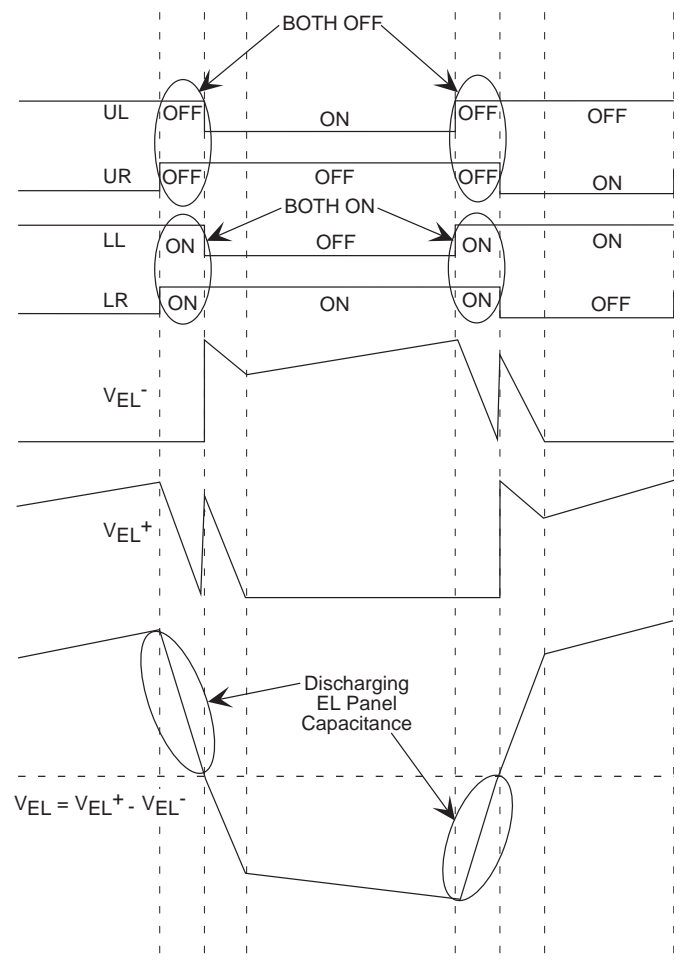 BOTH OFF
UL OFF ON OFF OFF
UR OFF OFF OFF ON
BOTH ON
LL ON OFF ON ON
LR ON ON ON OFF
VEL-
VEL+
Discharging
EL Panel
Capacitance
VEL = VEL+ - VEL-